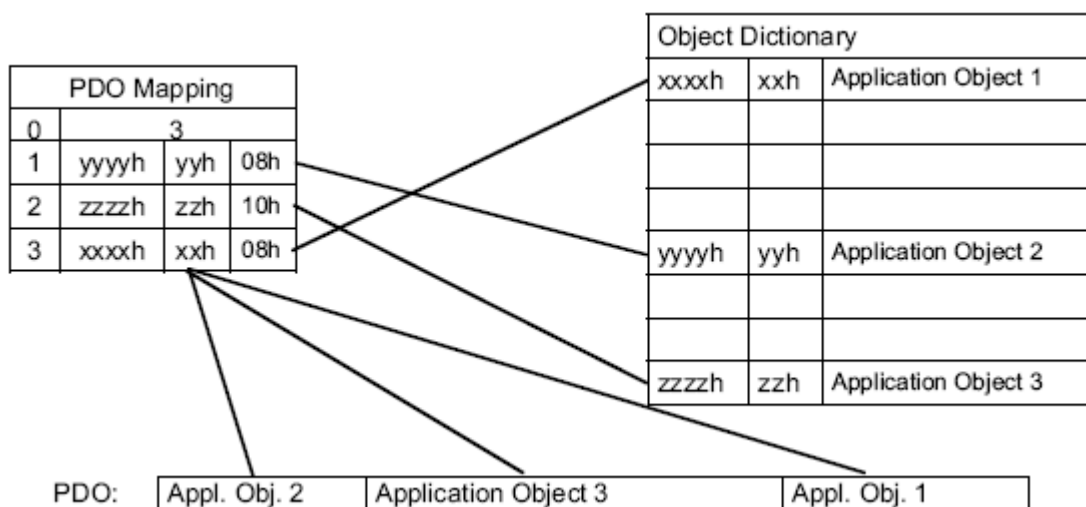 PDO Mapping
0 3
1 yyyyh yyh 08h
2 zzzzh zzh 10h
3 xxxxh xxh 08h
Object Dictionary
xxxxh xxh Application Object 1
yyyyh yyh Application Object 2
zzzzh zzh Application Object 3
PDO: Appl. Obj. 2 Application Object 3 Appl. Obj. 1